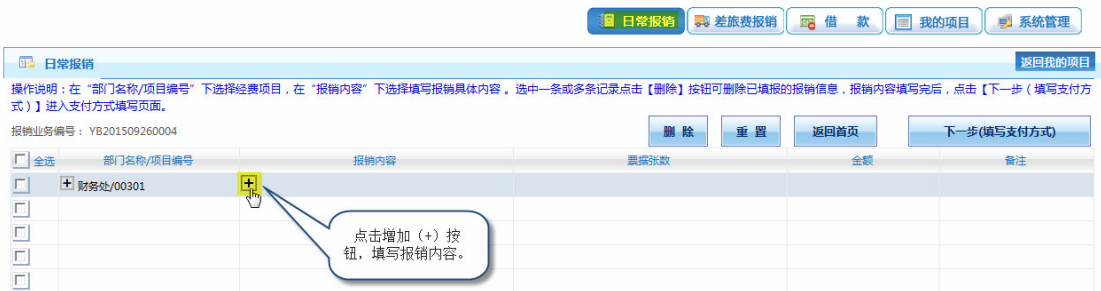 日常报销 差旅费报销 借 款 我的项目 系统管理
日常报销 返回我的项目
操作说明：在“部门名称/项目编号”下选择经费项目，在“报销内容”下选择填写报销具体内容 。选中一条或多条记录点击【删除】按钮可删除已填报的报销信息，报销内容填写完后，点击【下一步（填写支付方
式）】进入支付方式填写页面。
报销业务编号： YB201509260004 删 除 重 置 返回首页 下一步(填写支付方式)
全选 部门名称/项目编号 报销内容 票据张数 金额 备注
财务处/00301
点击增加（+）按
钮，填写报销内容。